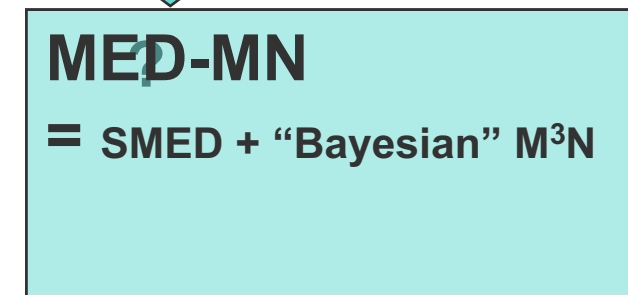 MED-MN
?
= SMED + “Bayesian” M³N